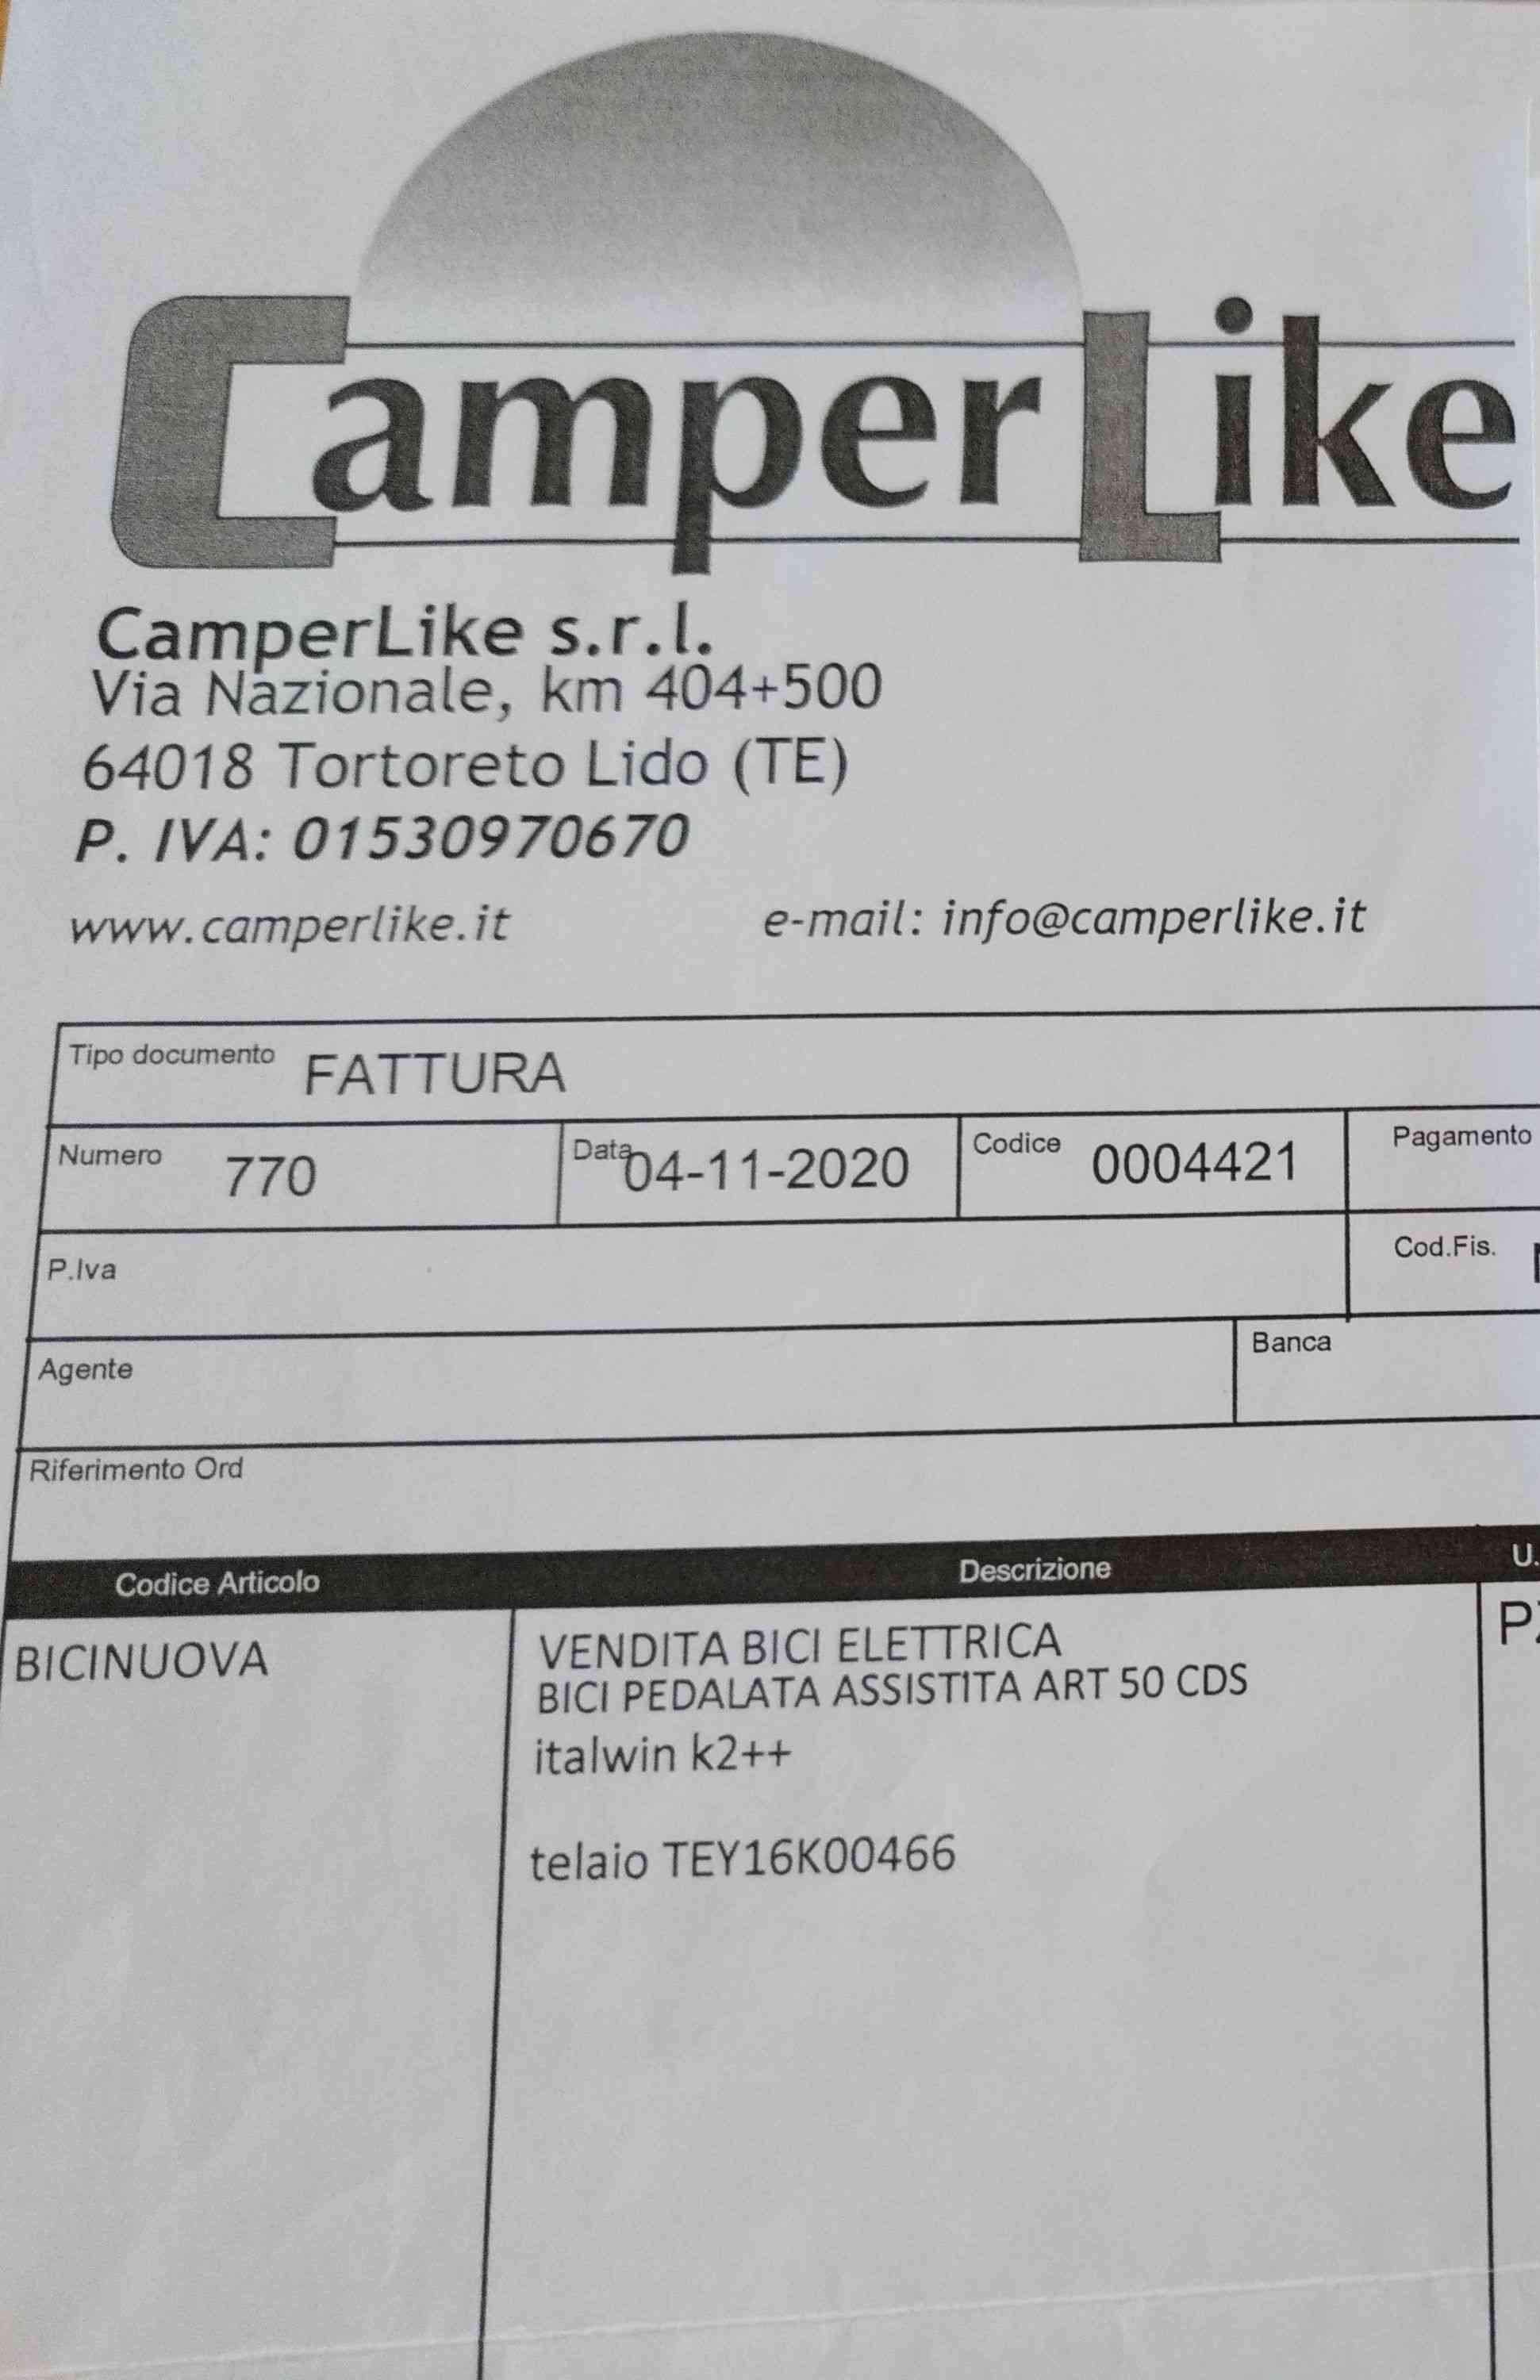 CamperLike
CamperLike s.r.l.
Via Nazionale, km 404+500
64018 Tortoreto Lido (TE)
P. IVA: 01530970670
www.camperlike.it e-mail: info@camperlike.it
Tipo documento FATTURA
Numero 770 Data 04-11-2020 Codice 0004421 Pagamento
P.Iva Cod.Fis.
Agente Banca
Riferimento Ord
Codice Articolo Descrizione U.
BICINUOVA VENDITA BICI ELETTRICA
BICI PEDALATA ASSISTITA ART 50 CDS
italwin k2++
telaio TEY16K00466